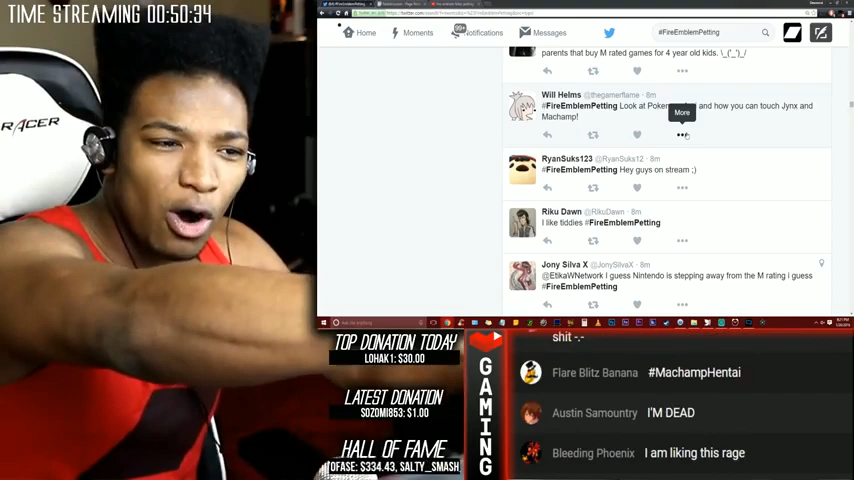 TIME STREAMING 00:50:34
RACER
Home
Moments
99+
Notifications
Messages
#FireEmblemPetting
parents that buy M rated games for 4 year old kids. \_('_')_/
Will Helms @thegamerflame · 8m
#FireEmblemPetting Look at Poke and how you can touch Jynx and
Machamp!
More
RyanSuks123 @RyanSuks12 · 8m
#FireEmblemPetting Hey guys on stream ;)
Riku Dawn @RikuDawn · 8m
I like tiddies #FireEmblemPetting
Jony Silva X @JonySilvaX · 8m
@EtikaWNetwork I guess Nintendo is stepping away from the M rating i guess
#FireEmblemPetting
TOP DONATION TODAY
LOHAK1: $30.00
LATEST DONATION
SOZOMI853: $1.00
HALL OF FAME
OFASE: $334.43, SALTY_SMASH
GAMING
shit -.-
Flare Blitz Banana #MachampHentai
Austin Samountry I'M DEAD
Bleeding Phoenix I am liking this rage